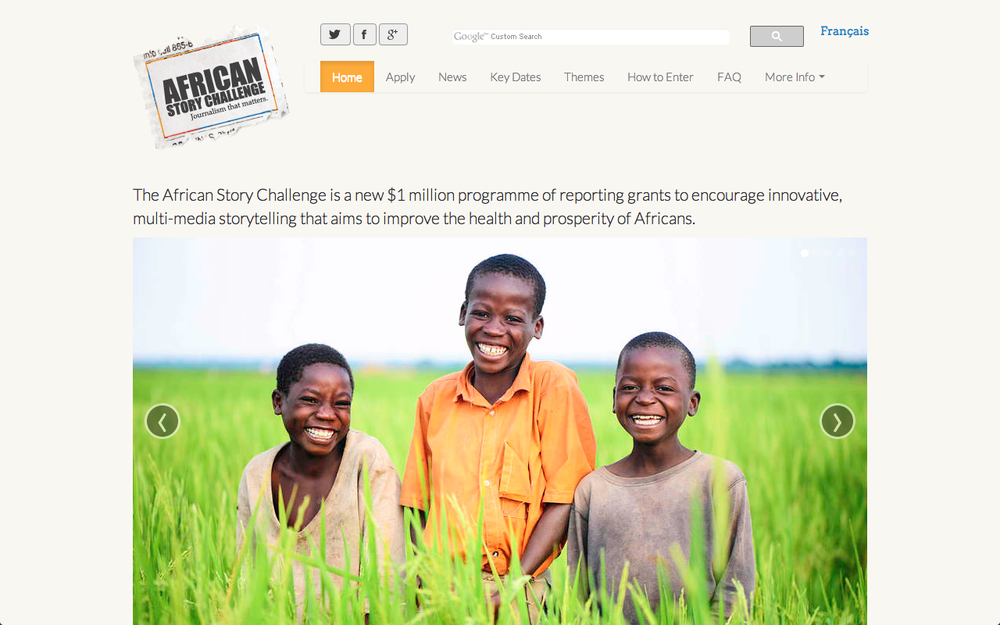 Français
Google™ Custom Search
AFRICAN
STORY CHALLENGE
Journalism that matters.
Home Apply News Key Dates Themes How to Enter FAQ More Info
The African Story Challenge is a new $1 million programme of reporting grants to encourage innovative,
multi-media storytelling that aims to improve the health and prosperity of Africans.